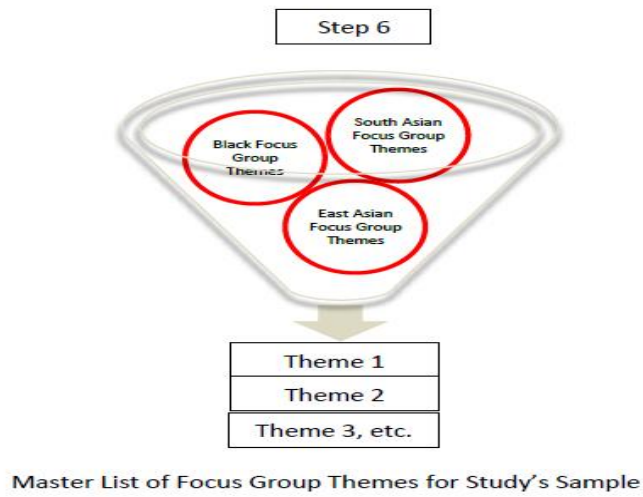 Step 6
Black Focus
Group
Themes
South Asian
Focus Group
Themes
East Asian
Focus Group
Themes
Theme 1
Theme 2
Theme 3, etc.
Master List of Focus Group Themes for Study's Sample